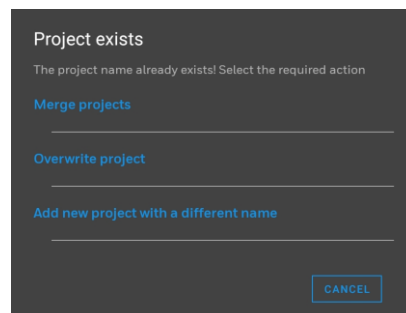 Project exists
The project name already exists! Select the required action
Merge projects
Overwrite project
Add new project with a different name
CANCEL